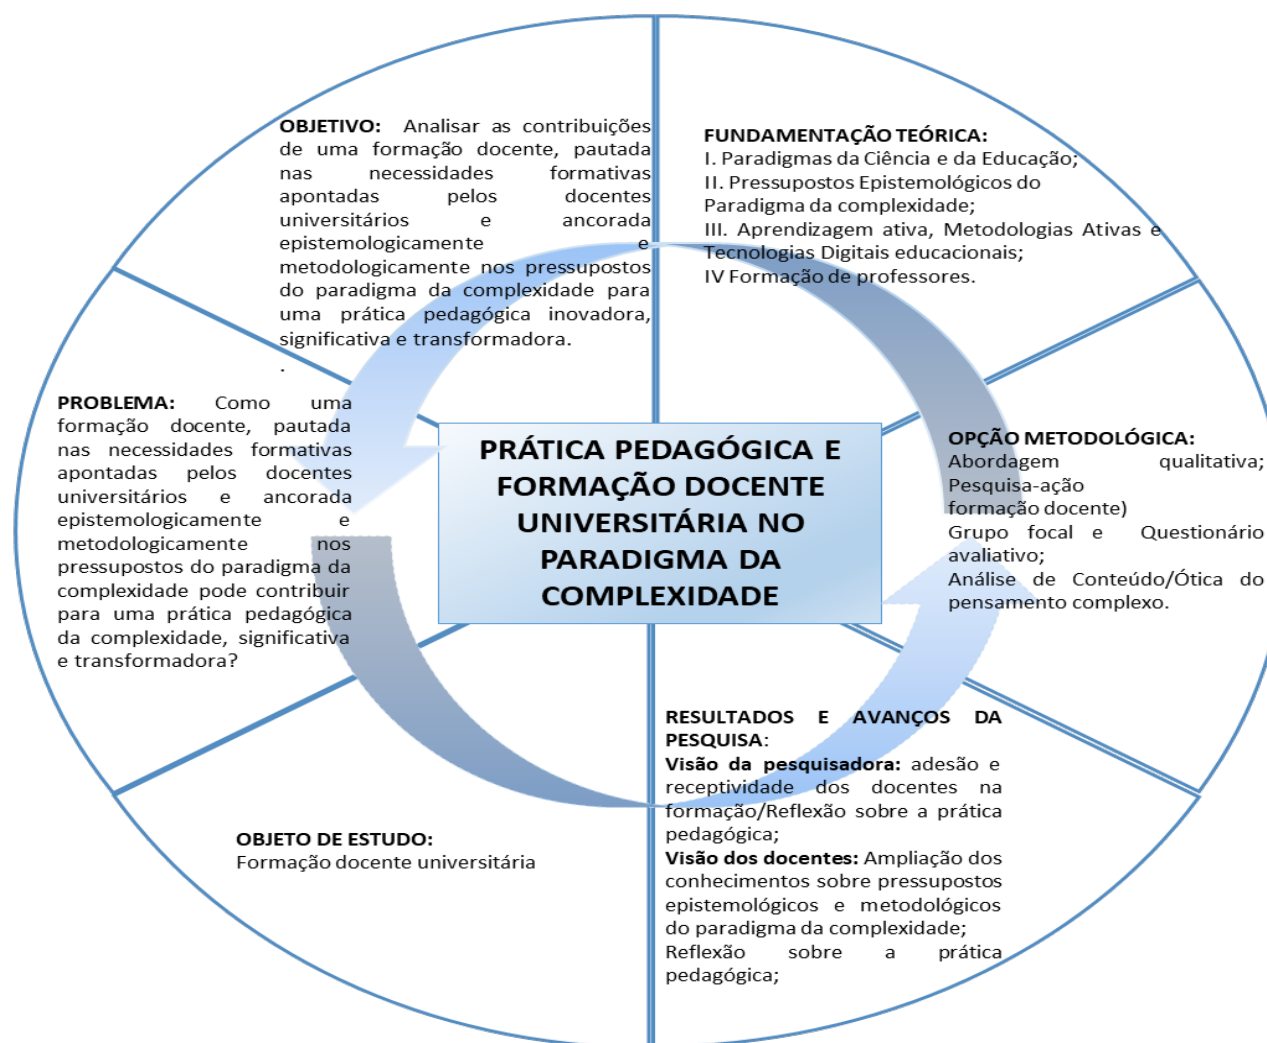 OBJETIVO: Analisar as contribuições
de uma formação docente, pautada
nas necessidades formativas
apontadas pelos docentes
universitários e ancorada
epistemologicamente e
metodologicamente nos pressupostos
do paradigma da complexidade para
uma prática pedagógica inovadora,
significativa e transformadora.
.
FUNDAMENTAÇÃO TEÓRICA:
I. Paradigmas da Ciência e da Educação;
II. Pressupostos Epistemológicos do
Paradigma da complexidade;
III. Aprendizagem ativa, Metodologias Ativas e
Tecnologias Digitais educacionais;
IV Formação de professores.
PROBLEMA: Como uma
formação docente, pautada
nas necessidades formativas
apontadas pelos docentes
universitários e ancorada
epistemologicamente e
metodologicamente nos
pressupostos do paradigma da
complexidade pode contribuir
para uma prática pedagógica
da complexidade, significativa
e transformadora?
PRÁTICA PEDAGÓGICA E
FORMAÇÃO DOCENTE
UNIVERSITÁRIA NO
PARADIGMA DA
COMPLEXIDADE
OPÇÃO METODOLÓGICA:
Abordagem qualitativa;
Pesquisa-ação
formação docente)
Grupo focal e Questionário
avaliativo;
Análise de Conteúdo/Ótica do
pensamento complexo.
OBJETO DE ESTUDO:
Formação docente universitária
RESULTADOS E AVANÇOS DA
PESQUISA:
Visão da pesquisadora: adesão e
receptividade dos docentes na
formação/Reflexão sobre a prática
pedagógica;
Visão dos docentes: Ampliação dos
conhecimentos sobre pressupostos
epistemológicos e metodológicos
do paradigma da complexidade;
Reflexão sobre a prática
pedagógica;